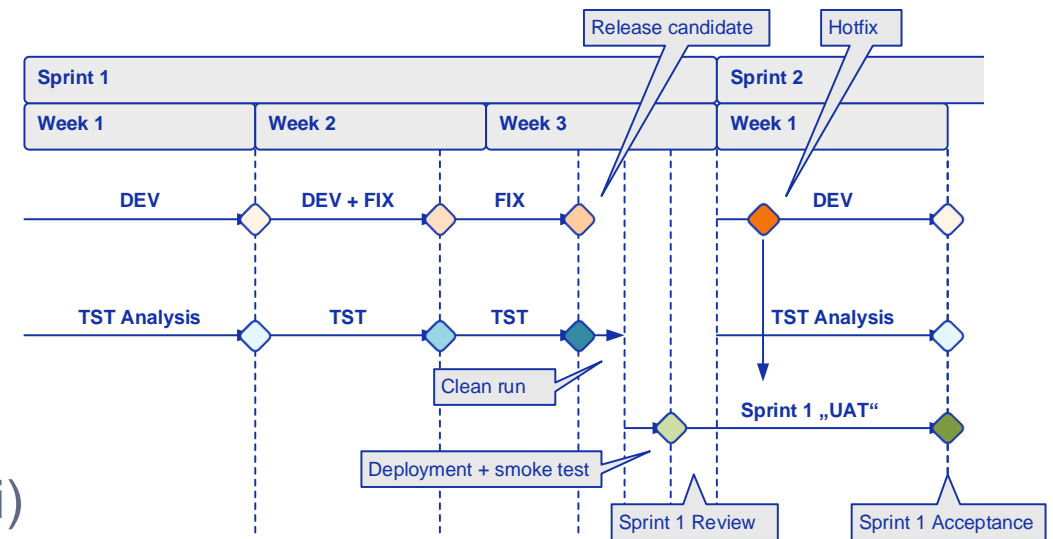 Release candidate
Hotfix
Sprint 1
Sprint 2
Week 1
Week 2
Week 3
Week 1
DEV
DEV + FIX
FIX
DEV
TST Analysis
TST
TST
TST Analysis
Clean run
Sprint 1 „UAT“
Deployment + smoke test
i)
Sprint 1 Review
Sprint 1 Acceptance